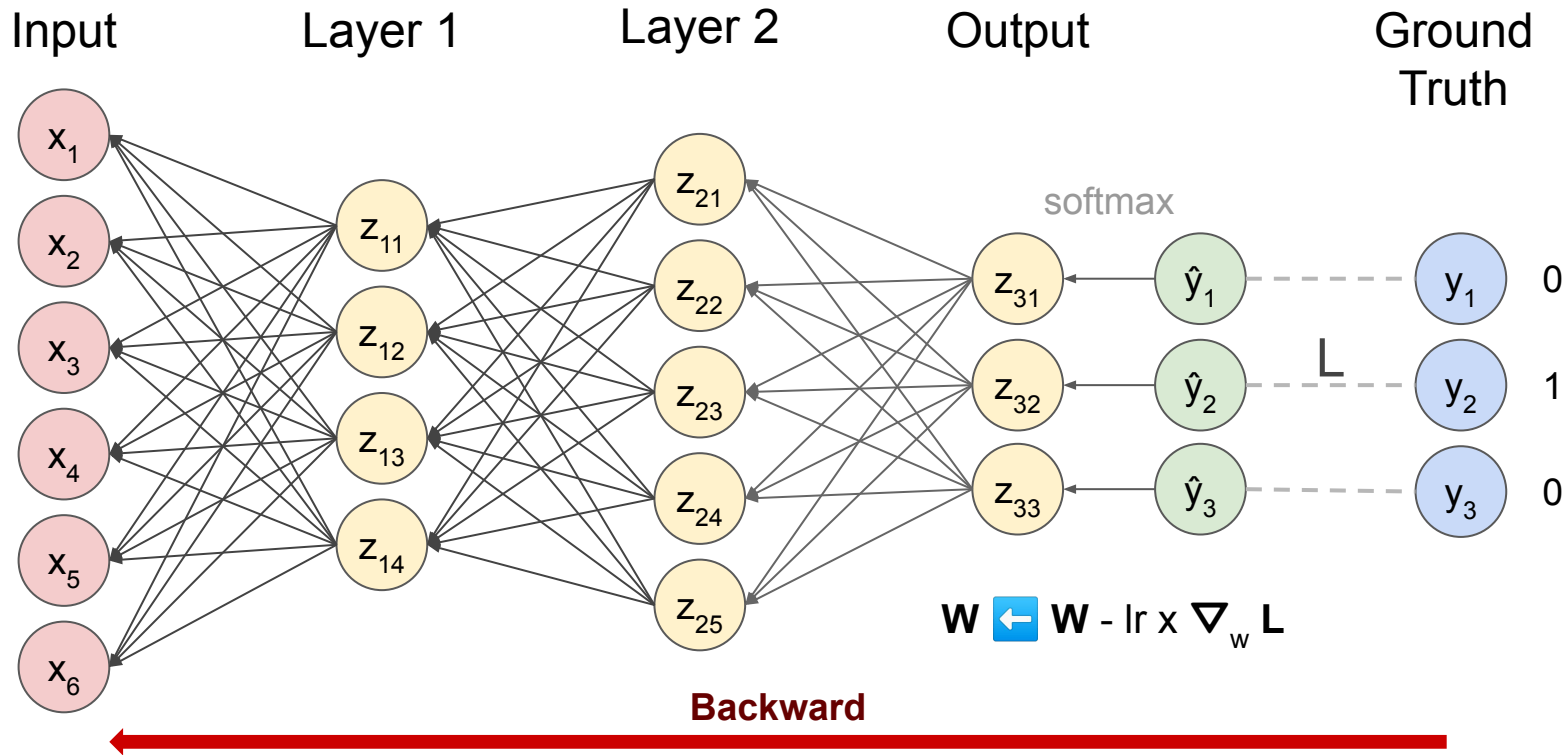 Input
Layer 1
Layer 2
Output
Ground
Truth
x₁
x₂
x₃
x₄
x₅
x₆
z₁₁
z₁₂
z₁₃
z₁₄
z₂₁
z₂₂
z₂₃
z₂₄
z₂₅
softmax
z₃₁
z₃₂
z₃₃
ŷ₁
ŷ₂
ŷ₃
L
y₁ 0
y₂ 1
y₃ 0
W ⬅ W - lr x ∇w L
Backward